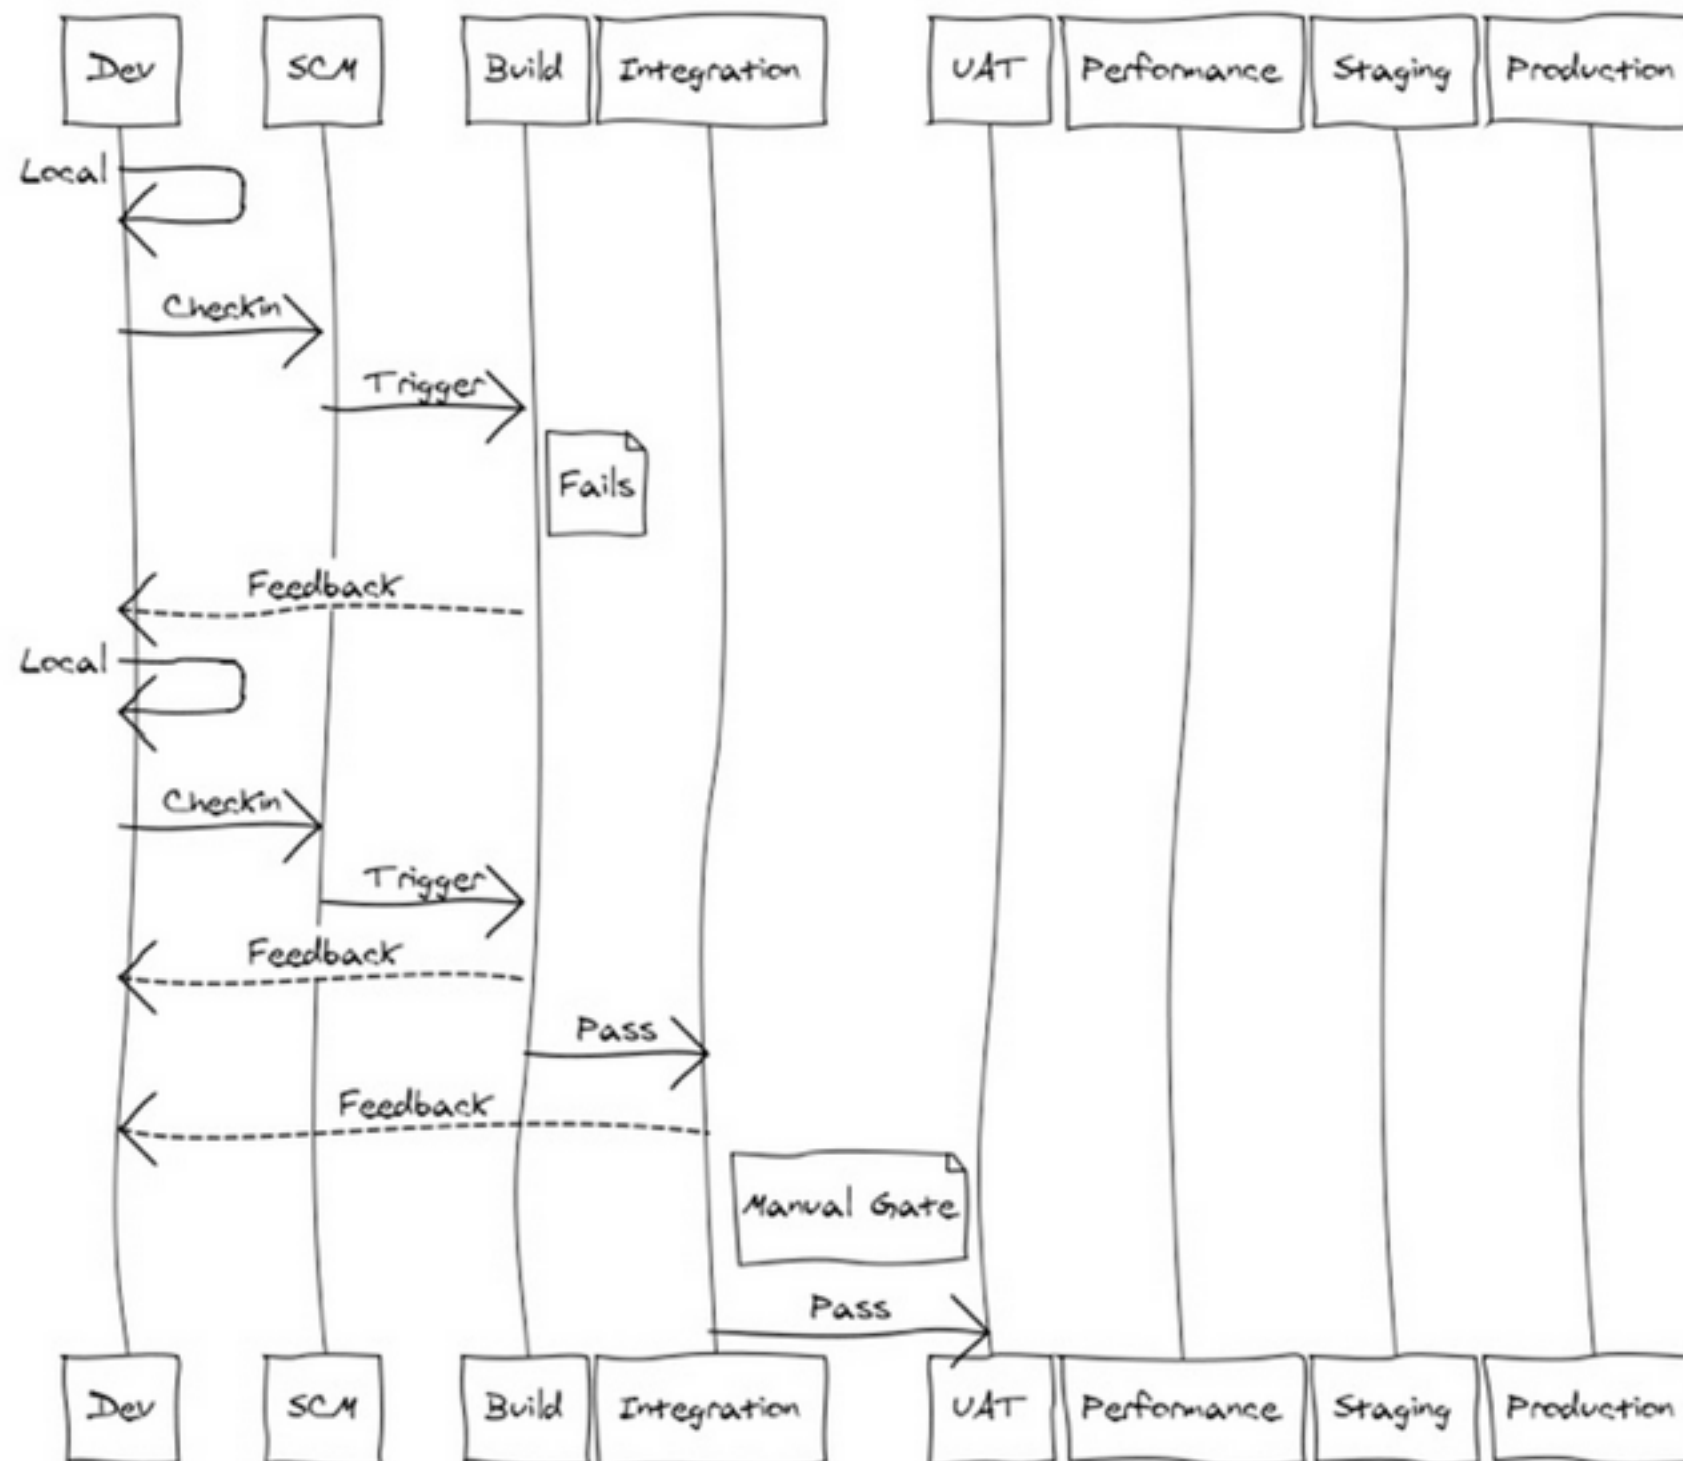 Dev SCM Build Integration UAT Performance Staging Production
Local
Checkin
Trigger
Fails
Feedback
Local
Checkin
Trigger
Feedback
Pass
Feedback
Manual Gate
Pass
Dev SCM Build Integration UAT Performance Staging Production